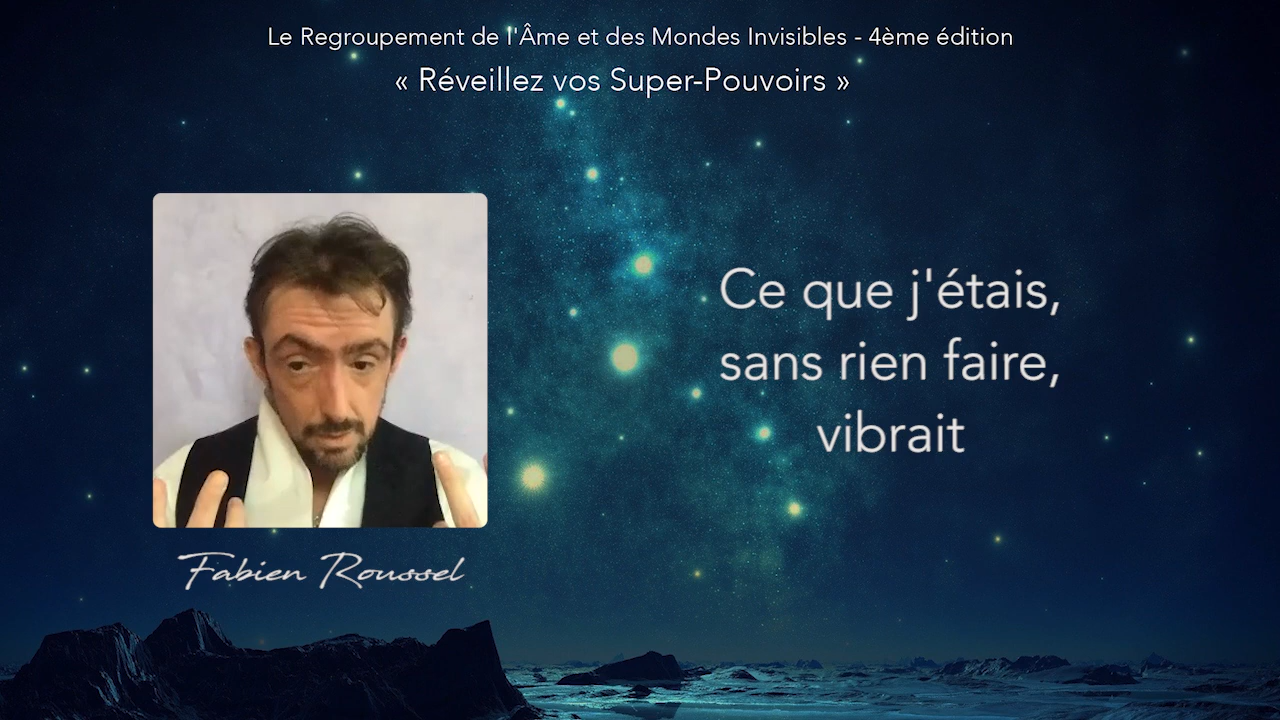 Le Regroupement de l'Âme et des Mondes Invisibles - 4ème édition
« Réveillez vos Super-Pouvoirs »
Ce que j'étais,
sans rien faire,
vibrait
Fabien Roussel